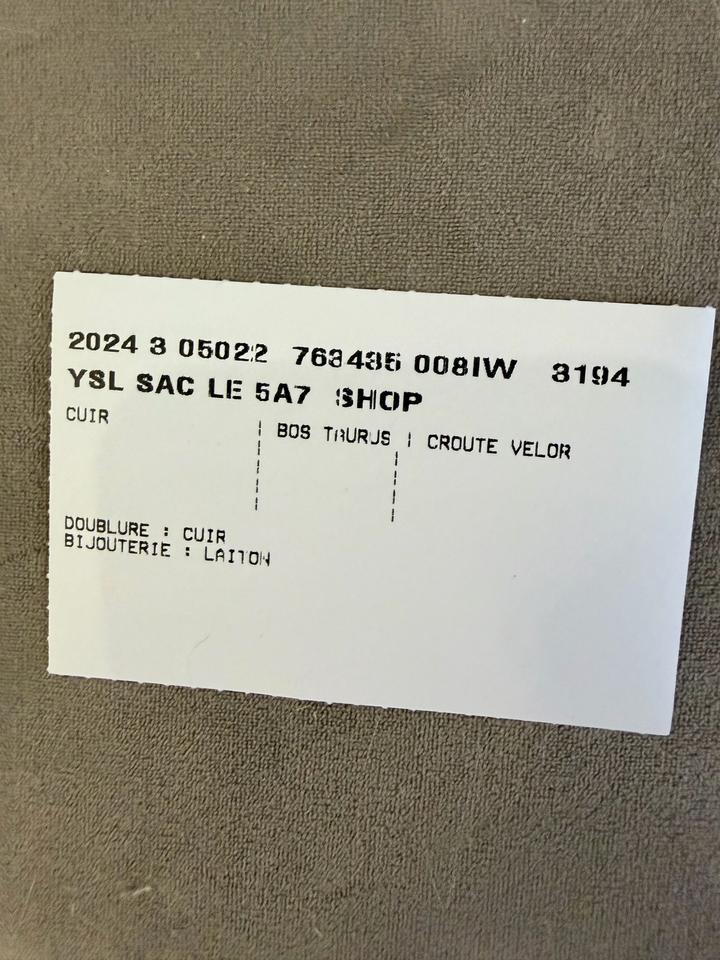 2024 3 05022 763435 008IW 3194
YSL SAC LE 5A7 SHOP
CUIR | BOS TAURUS | CROUTE VELOR
DOUBLURE : CUIR
BIJOUTERIE : LAITON